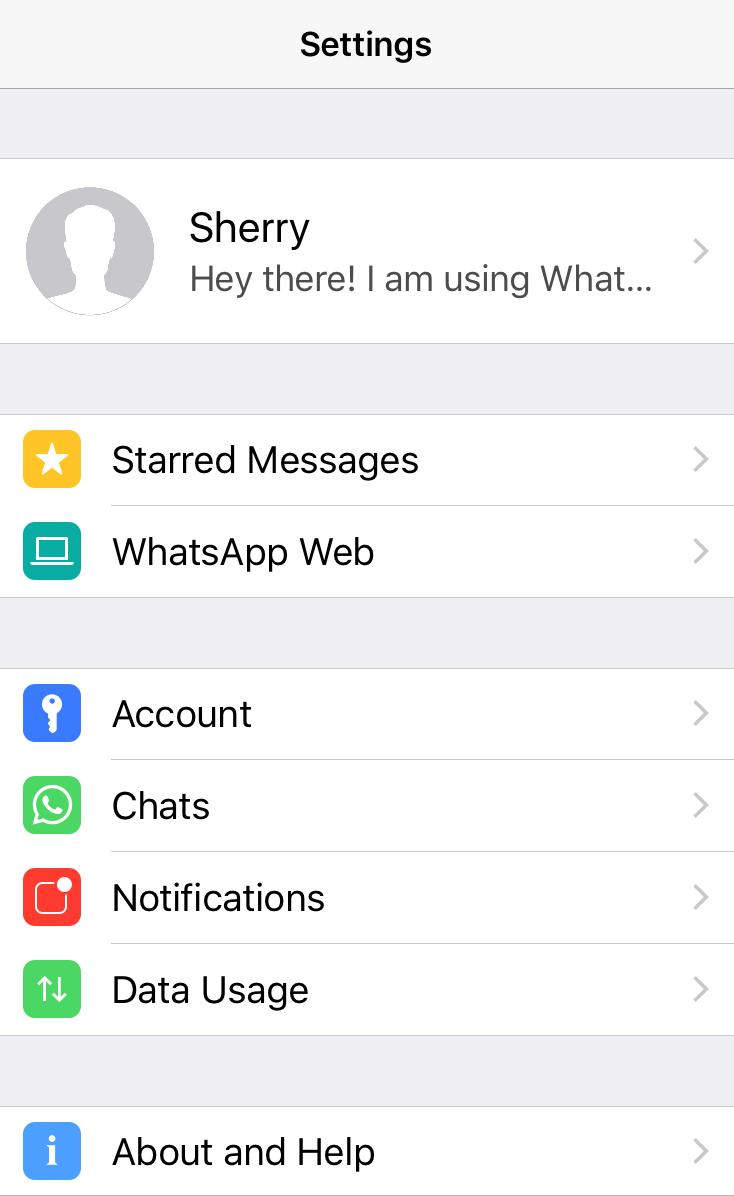 Settings
Sherry
Hey there! I am using What...
Starred Messages
WhatsApp Web
Account
Chats
Notifications
Data Usage
About and Help